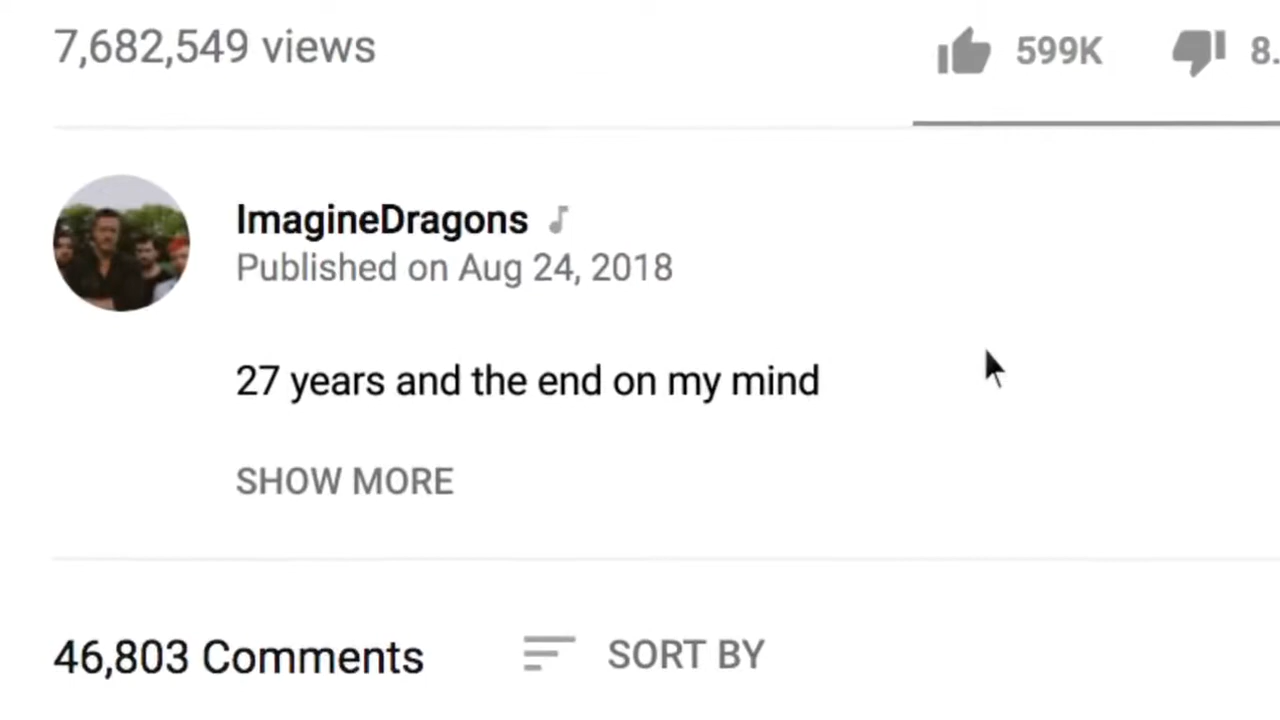 7,682,549 views 599K 8.
ImagineDragons
Published on Aug 24, 2018
27 years and the end on my mind
SHOW MORE
46,803 Comments SORT BY